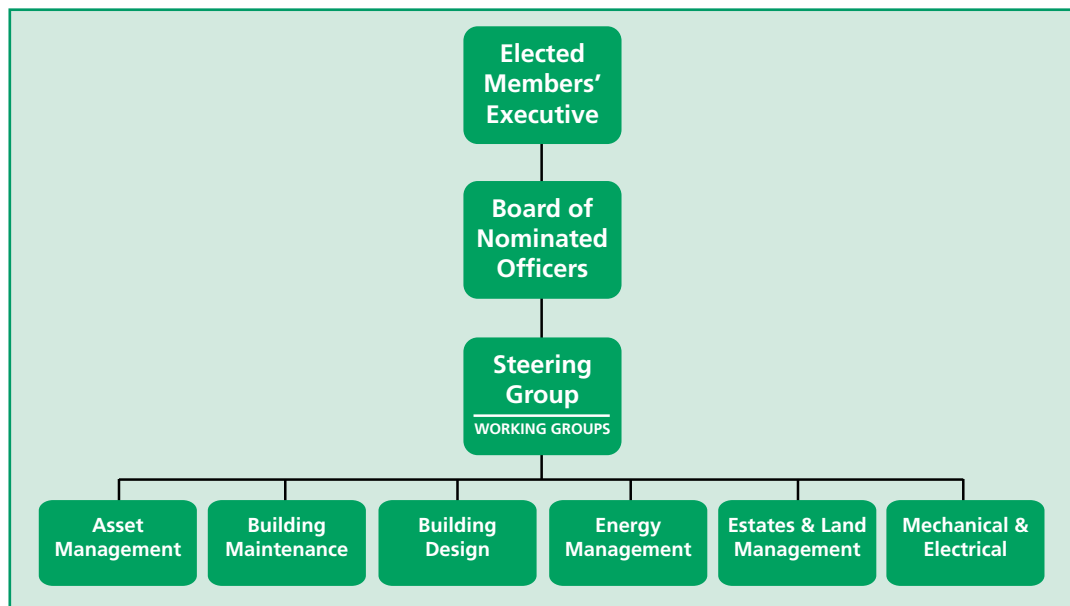 Elected
Members’
Executive
Board of
Nominated
Officers
Steering
Group
WORKING GROUPS
Asset
Management
Building
Maintenance
Building
Design
Energy
Management
Estates & Land
Management
Mechanical &
Electrical